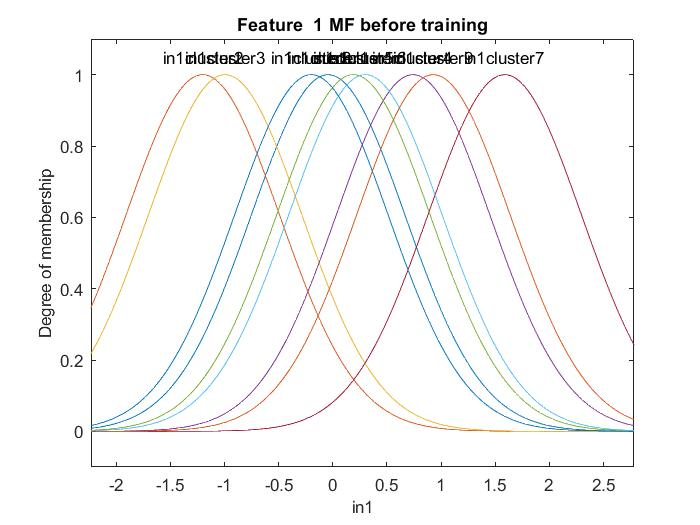 Feature 1 MF before training
in1cluster3
in1cluster7
1
0.8
0.6
0.4
0.2
0
Degree of membership
-2 -1.5 -1 -0.5 0 0.5 1 1.5 2 2.5
in1